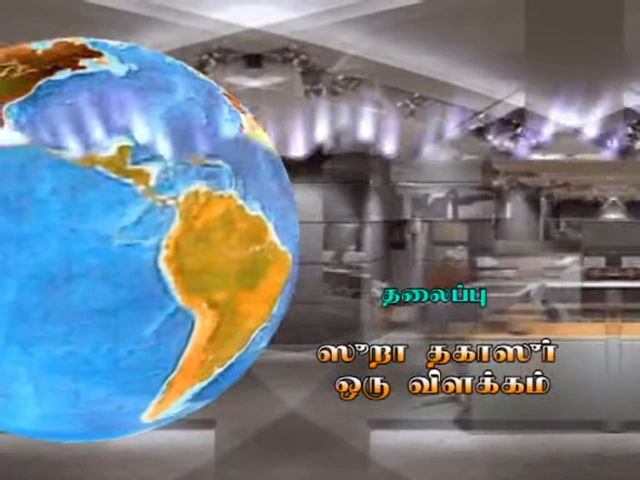 தலைப்பு
ஸுறா தகாஸுர்
ஒரு விளக்கம்